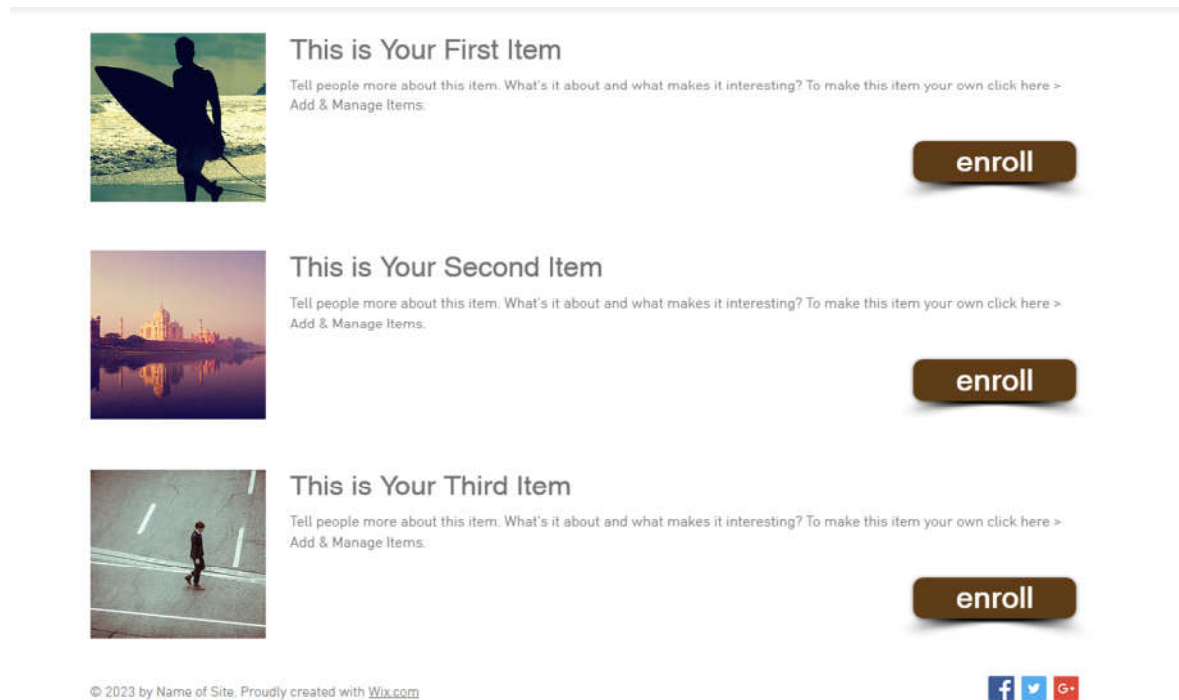 This is Your First Item
Tell people more about this item. What's it about and what makes it interesting? To make this item your own click here >
Add & Manage Items.
enroll
This is Your Second Item
Tell people more about this item. What's it about and what makes it interesting? To make this item your own click here >
Add & Manage Items.
enroll
This is Your Third Item
Tell people more about this item. What's it about and what makes it interesting? To make this item your own click here >
Add & Manage Items.
enroll
© 2023 by Name of Site. Proudly created with Wix.com
f G+